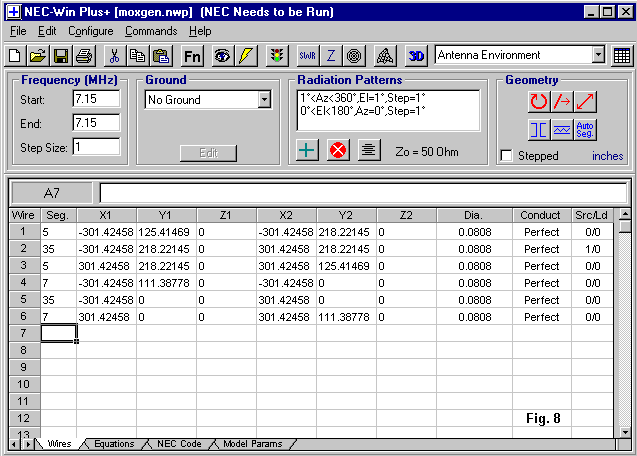 NEC-Win Plus+ [moxgen.nwp] (NEC Needs to be Run)
File Edit Configure Commands Help
Fn SWR Z 3D Antenna Environment
Frequency (MHz) Ground Radiation Patterns Geometry
Start: 7.15 No Ground 1°<Az<360°,El=1°,Step=1°
End: 7.15 0°<El<180°,Az=0°,Step=1°
Step Size: 1 Edit Zo = 50 Ohm Auto Seg. Stepped inches
A7
Wire Seg. X1 Y1 Z1 X2 Y2 Z2 Dia. Conduct Src/Ld
1 5 -301.42458 125.41469 0 -301.42458 218.22145 0 0.0808 Perfect 0/0
2 35 -301.42458 218.22145 0 301.42458 218.22145 0 0.0808 Perfect 1/0
3 5 301.42458 218.22145 0 301.42458 125.41469 0 0.0808 Perfect 0/0
4 7 -301.42458 111.38778 0 -301.42458 0 0 0.0808 Perfect 0/0
5 35 -301.42458 0 0 301.42458 0 0 0.0808 Perfect 0/0
6 7 301.42458 0 0 301.42458 111.38778 0 0.0808 Perfect 0/0
7
8
9
10
11
12 Fig. 8
13
Wires Equations NEC Code Model Params